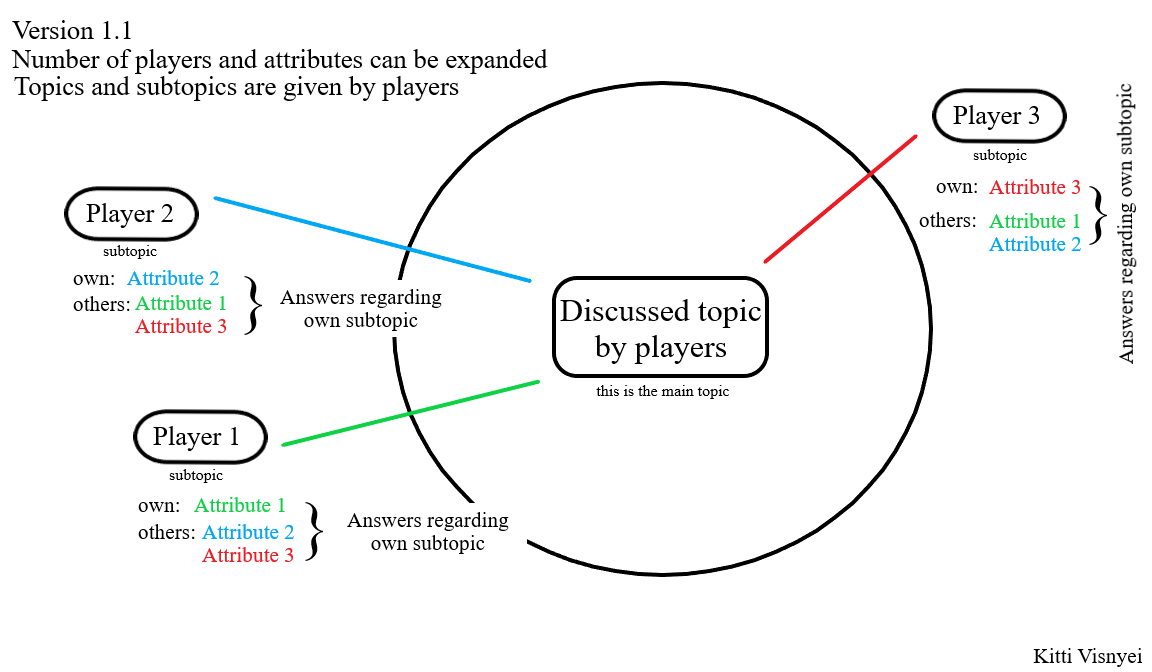 Version 1.1
Number of players and attributes can be expanded
Topics and subtopics are given by players
Player 3
subtopic
own: Attribute 3
others: Attribute 1
Attribute 2
Answers regarding own subtopic
Player 2
subtopic
own: Attribute 2
others: Attribute 1
Attribute 3
Answers regarding
own subtopic
Discussed topic
by players
this is the main topic
Player 1
subtopic
own: Attribute 1
others: Attribute 2
Attribute 3
Answers regarding
own subtopic
Kitti Visnyei